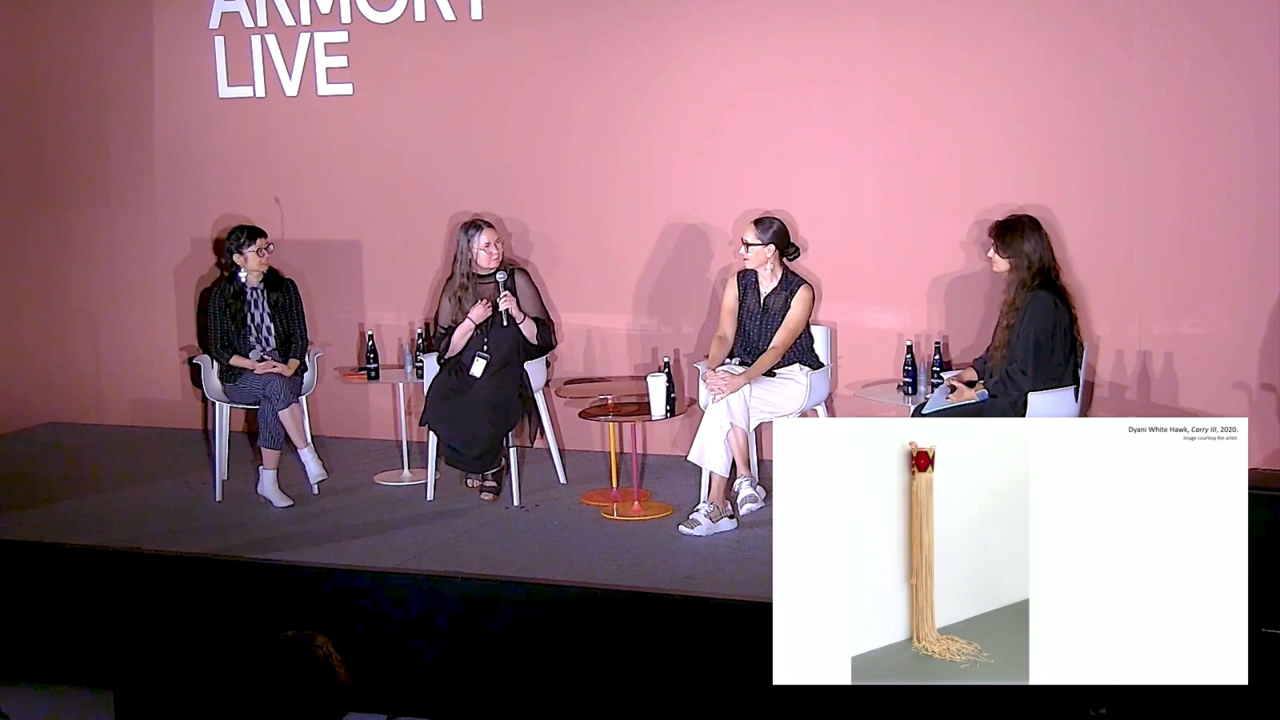 ARMORY
LIVE
Dyani White Hawk, Carry III, 2020.
Image courtesy the artist.